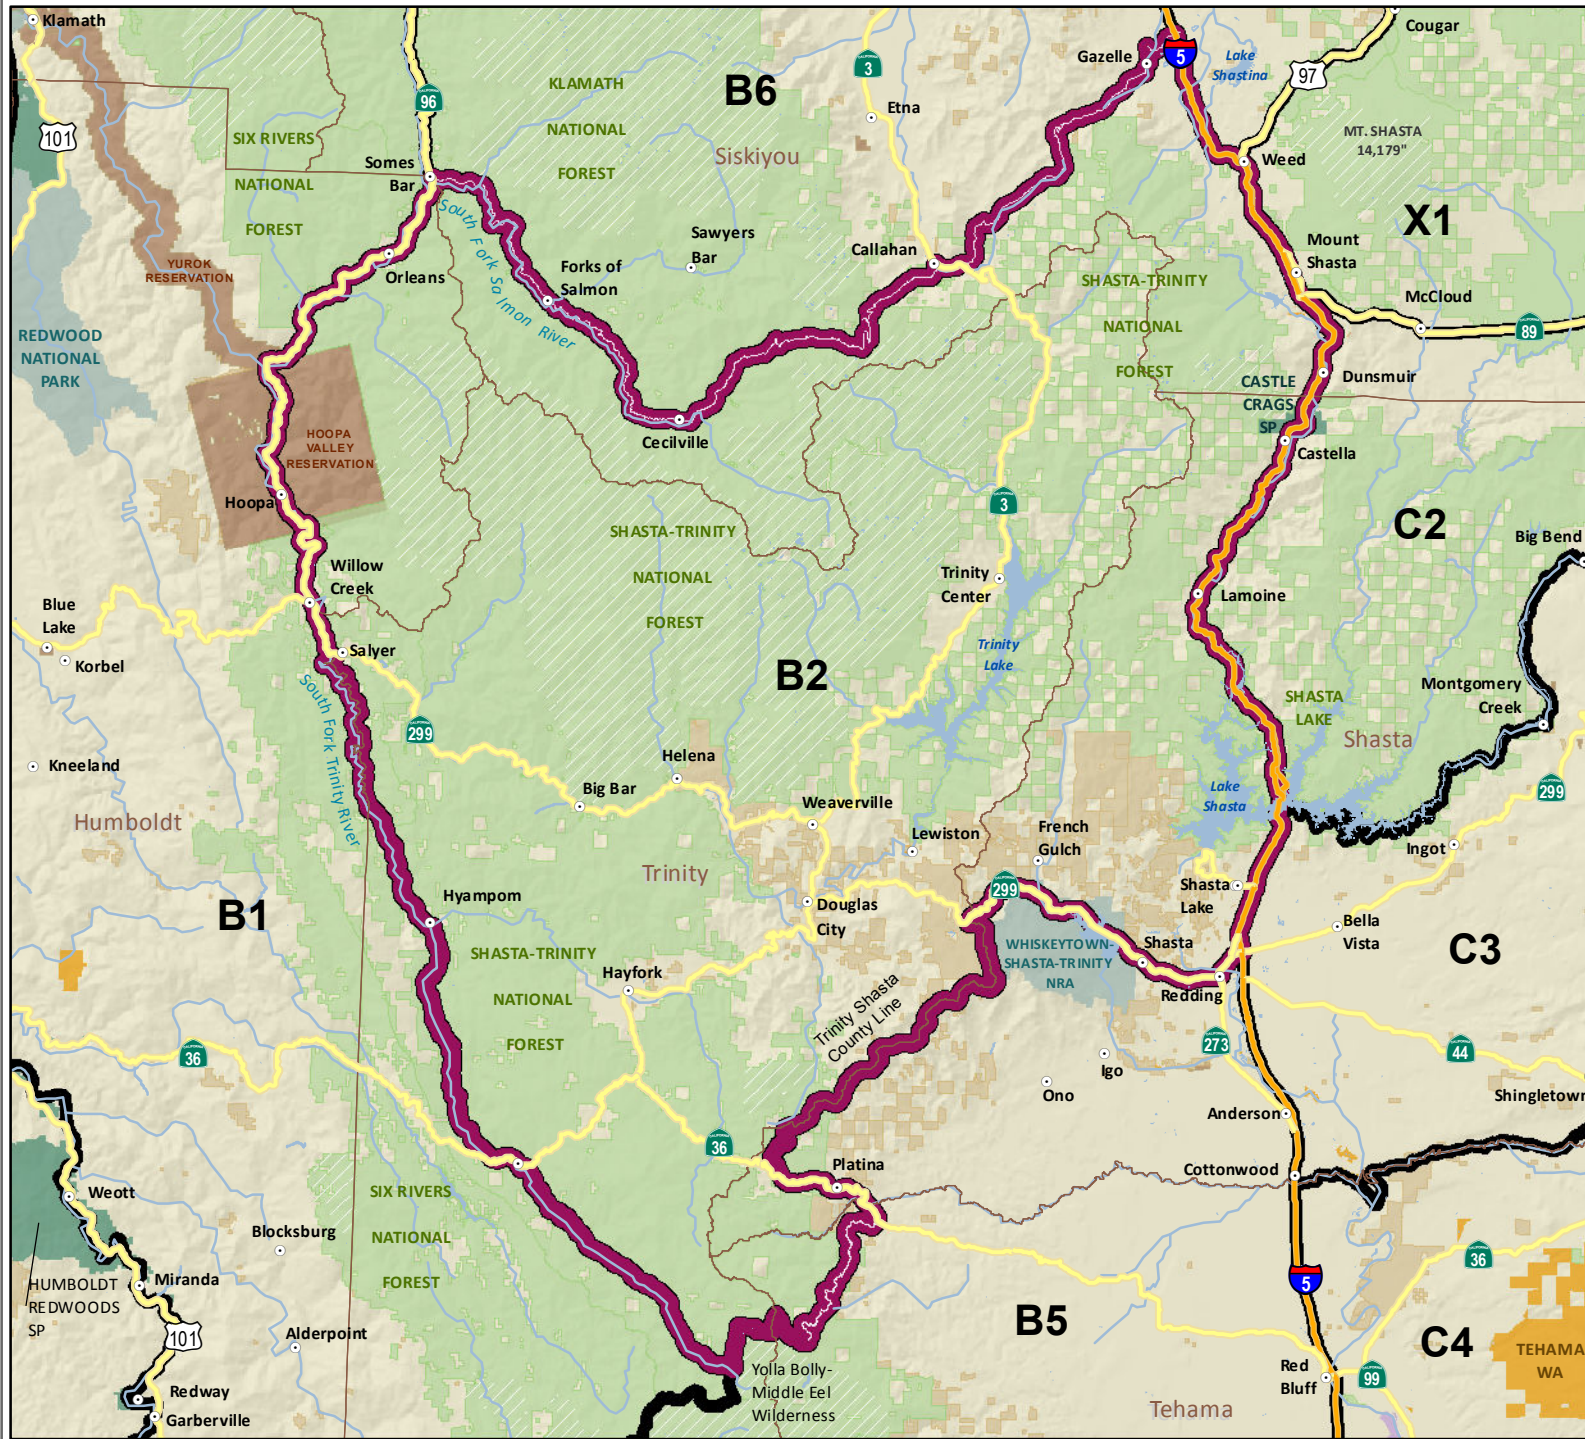 Klamath
Cougar
Gazelle
5
Lake
Shastina
97
3
KLAMATH
NATIONAL
FOREST
B6
Etna
96
101
SIX RIVERS
NATIONAL
FOREST
MT. SHASTA
14,179"
Siskiyou
Somes
Bar
Weed
South Fork Salmon River
Sawyers
Bar
Callahan
X1
Mount
Shasta
Orleans
Forks of
Salmon
YUROK
RESERVATION
SHASTA-TRINITY
NATIONAL
FOREST
McCloud
89
REDWOOD
NATIONAL
PARK
CASTLE
CRAGS
SP
Dunsmuir
Cecilville
HOOPA
VALLEY
RESERVATION
Castella
Hoopa
3
SHASTA-TRINITY
NATIONAL
FOREST
C2
Big Bend
Willow
Creek
Trinity
Center
Lamoine
Blue
Lake
Korbel
Salyer
Trinity
Lake
B2
South Fork Trinity River
299
SHASTA
LAKE
Montgomery
Creek
Shasta
Kneeland
Helena
Big Bar
Lake
Shasta
299
Humboldt
Weaverville
Lewiston
French
Gulch
Ingot
Trinity
299
Shasta
Lake
Hyampom
B1
Douglas
City
Bella
Vista
WHISKEYTOWN-
SHASTA-TRINITY
NRA
Shasta
C3
SHASTA-TRINITY
NATIONAL
FOREST
Hayfork
Redding
Trinity Shasta
County Line
36
273
44
Igo
Ono
Shingletown
Anderson
36
Platina
Cottonwood
Weott
SIX RIVERS
NATIONAL
FOREST
Blocksburg
36
HUMBOLDT
REDWOODS
SP
Miranda
5
101
Alderpoint
B5
C4
TEHAMA
WA
Yolla Bolly-
Middle Eel
Wilderness
Red
Bluff
99
Redway
Garberville
Tehama